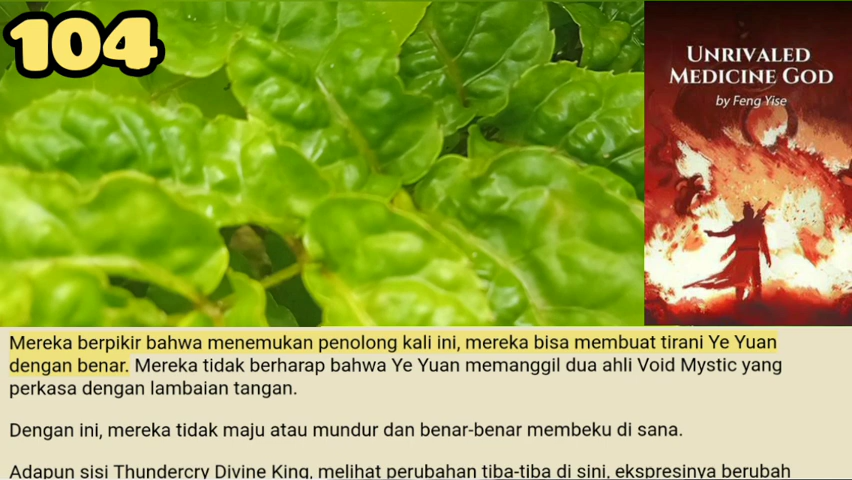 104
UNRIVALED
MEDICINE GOD
by Feng Yise
Mereka berpikir bahwa menemukan penolong kali ini, mereka bisa membuat tirani Ye Yuan
dengan benar. Mereka tidak berharap bahwa Ye Yuan memanggil dua ahli Void Mystic yang
perkasa dengan lambaian tangan.
Dengan ini, mereka tidak maju atau mundur dan benar-benar membeku di sana.
Adapun sisi Thundercry Divine King, melihat perubahan tiba-tiba di sini, ekspresinya berubah